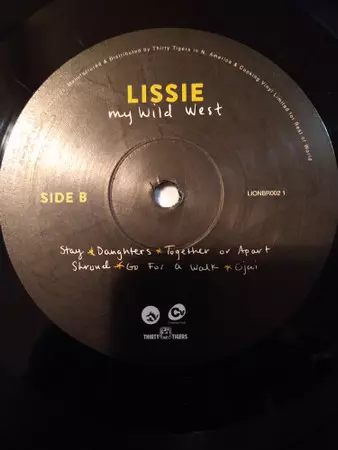 Manufactured & Distributed by Thirty Tigers in N. America & Cooking Vinyl Limited for Rest of World
LISSIE
my wild west
SIDE B
LIONBR002 1
Stay ★ Daughters ★ Together or Apart
Shroud ★ Go For a Walk ★ Ojai
THIRTY TIGERS